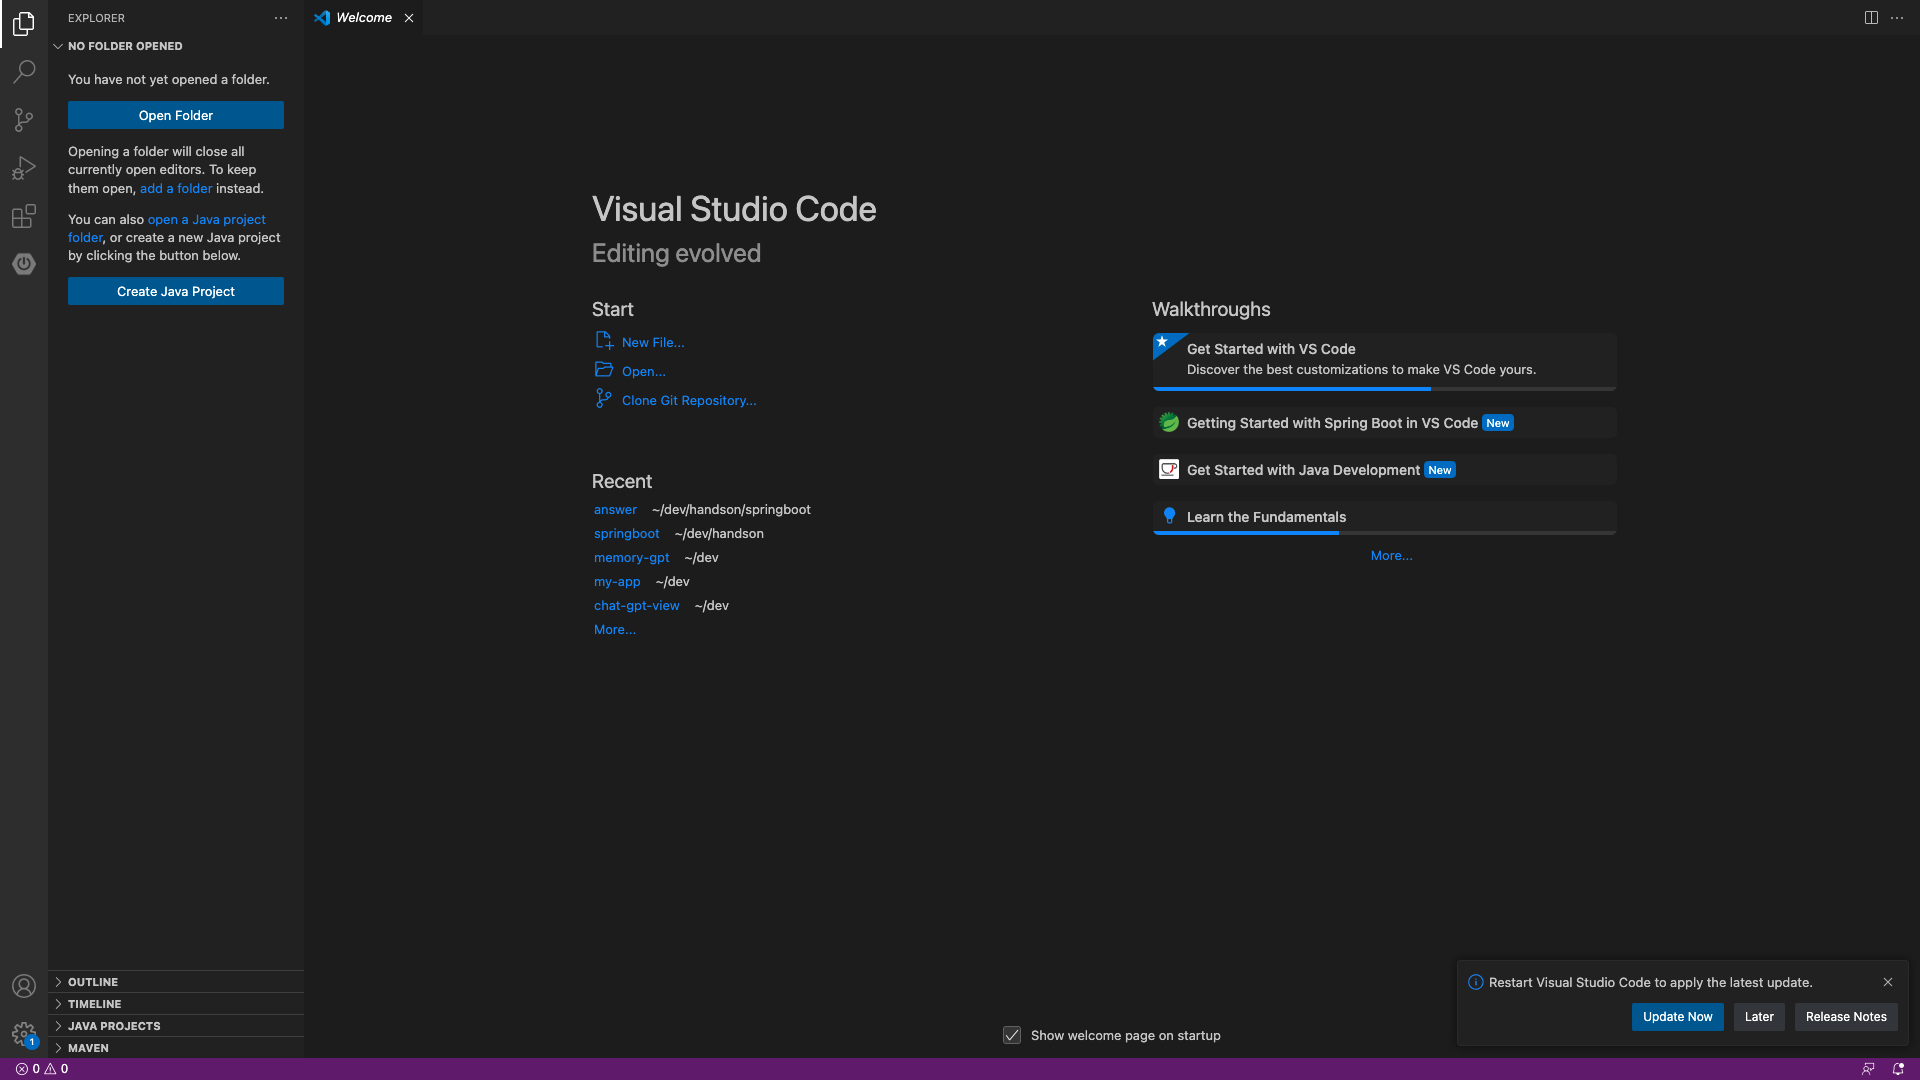 EXPLORER
NO FOLDER OPENED
You have not yet opened a folder.
Open Folder
Opening a folder will close all
currently open editors. To keep
them open, add a folder instead.
You can also open a Java project
folder, or create a new Java project
by clicking the button below.
Create Java Project
OUTLINE
TIMELINE
JAVA PROJECTS
MAVEN
1
Welcome
Visual Studio Code
Editing evolved
Start
New File...
Open...
Clone Git Repository...
Recent
answer ~/dev/handson/springboot
springboot ~/dev/handson
memory-gpt ~/dev
my-app ~/dev
chat-gpt-view ~/dev
More...
Walkthroughs
Get Started with VS Code
Discover the best customizations to make VS Code yours.
Getting Started with Spring Boot in VS Code New
Get Started with Java Development New
Learn the Fundamentals
More...
Show welcome page on startup
Restart Visual Studio Code to apply the latest update.
Update Now Later Release Notes
0 0